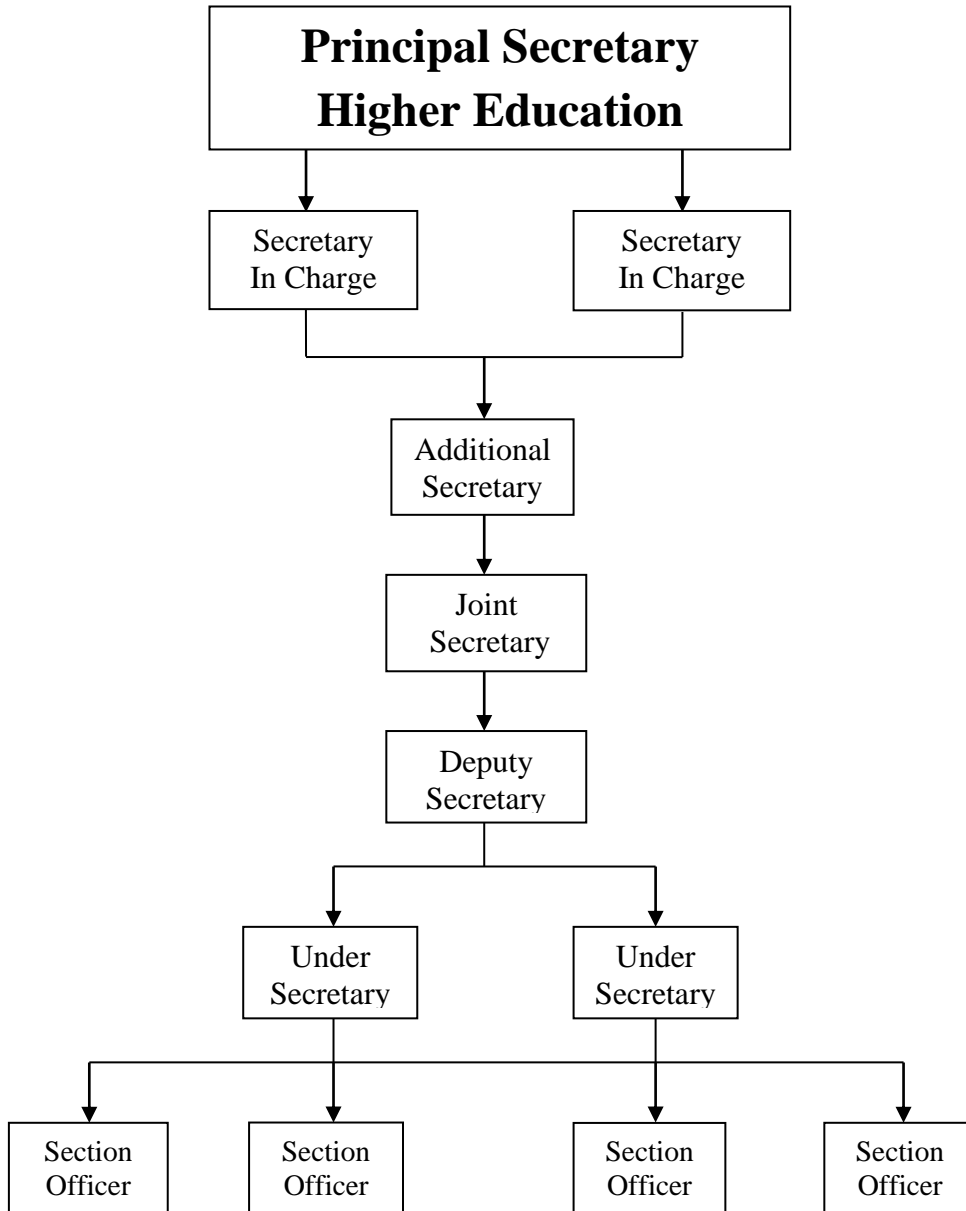 Principal Secretary
Higher Education
Secretary
In Charge
Secretary
In Charge
Additional
Secretary
Joint
Secretary
Deputy
Secretary
Under
Secretary
Under
Secretary
Section
Officer
Section
Officer
Section
Officer
Section
Officer